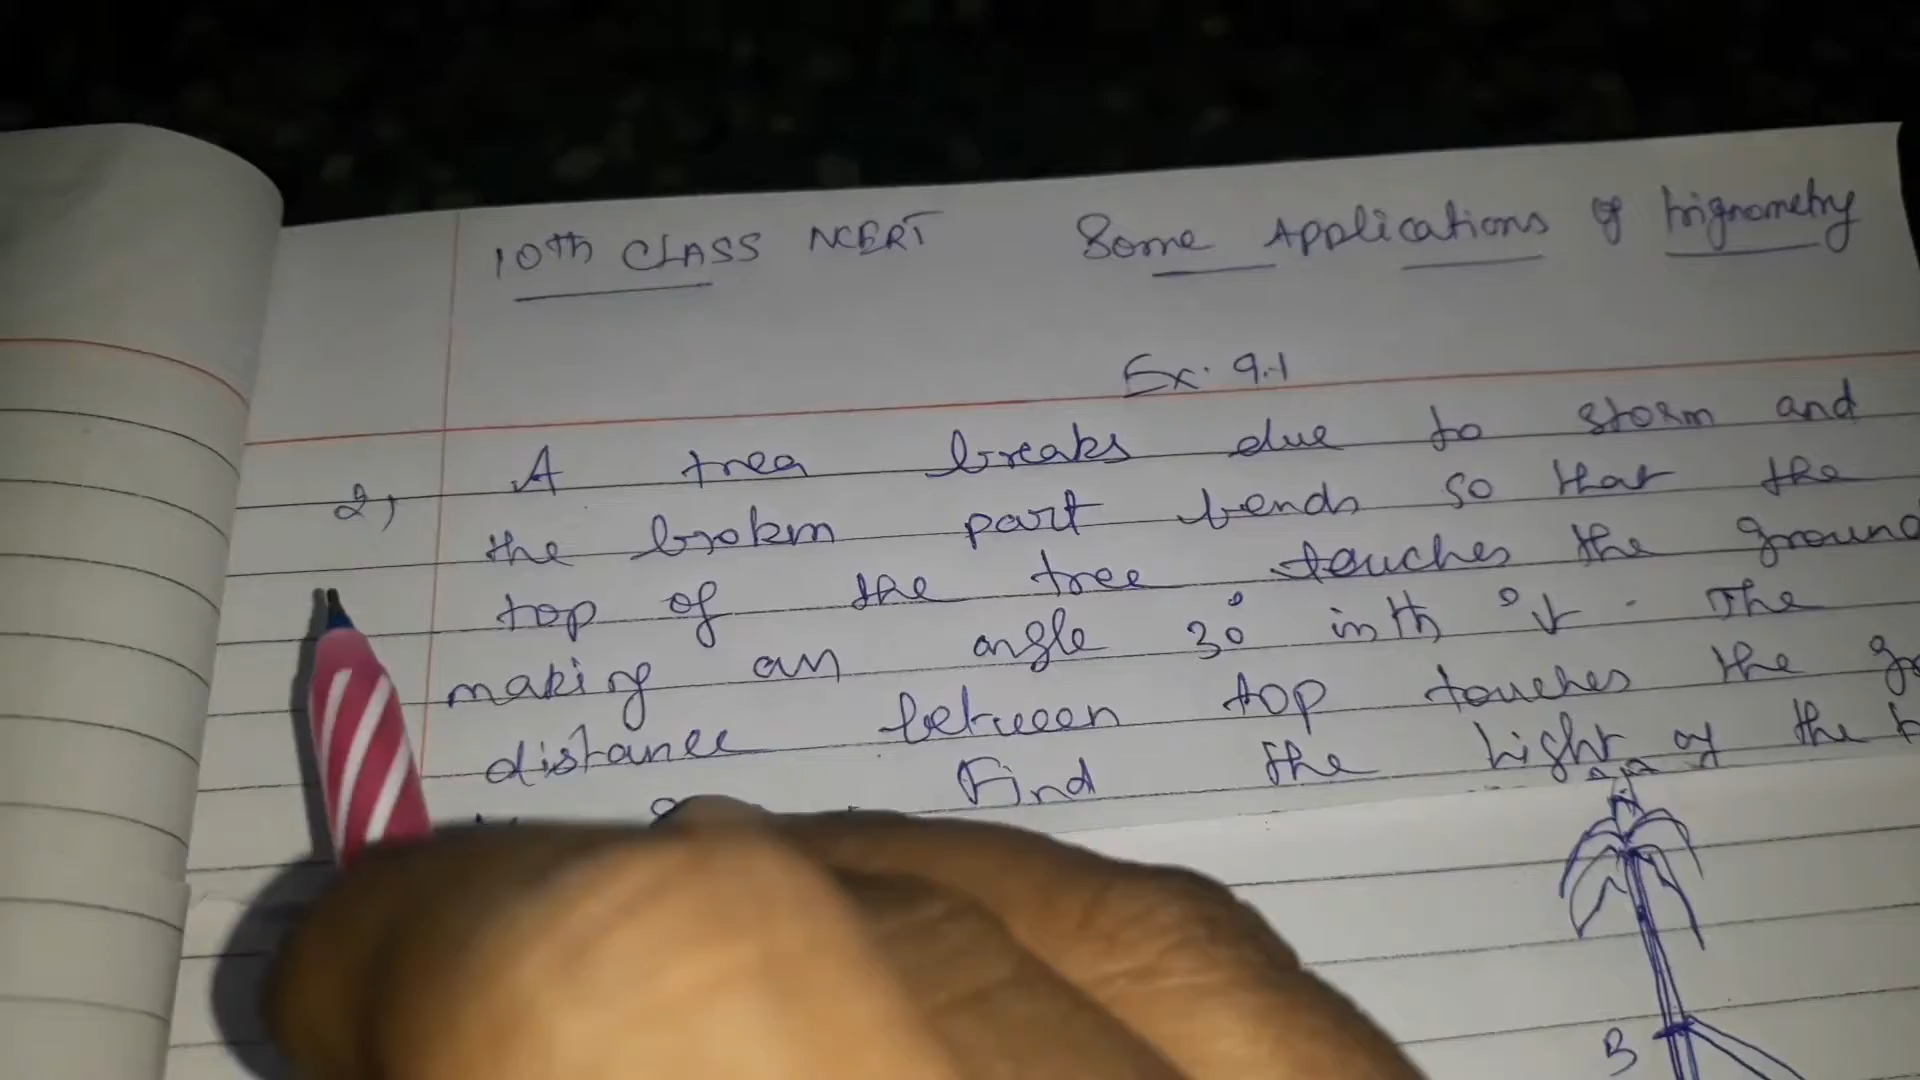 10th CLASS NCERT Some Applications of trignometry
Ex. 9.1
2, A tree breaks due to storm and
the broken part bends so that the
top of the tree touches the ground
making an angle 30° with it. The
distance between top touches the
Find the hight of the
B